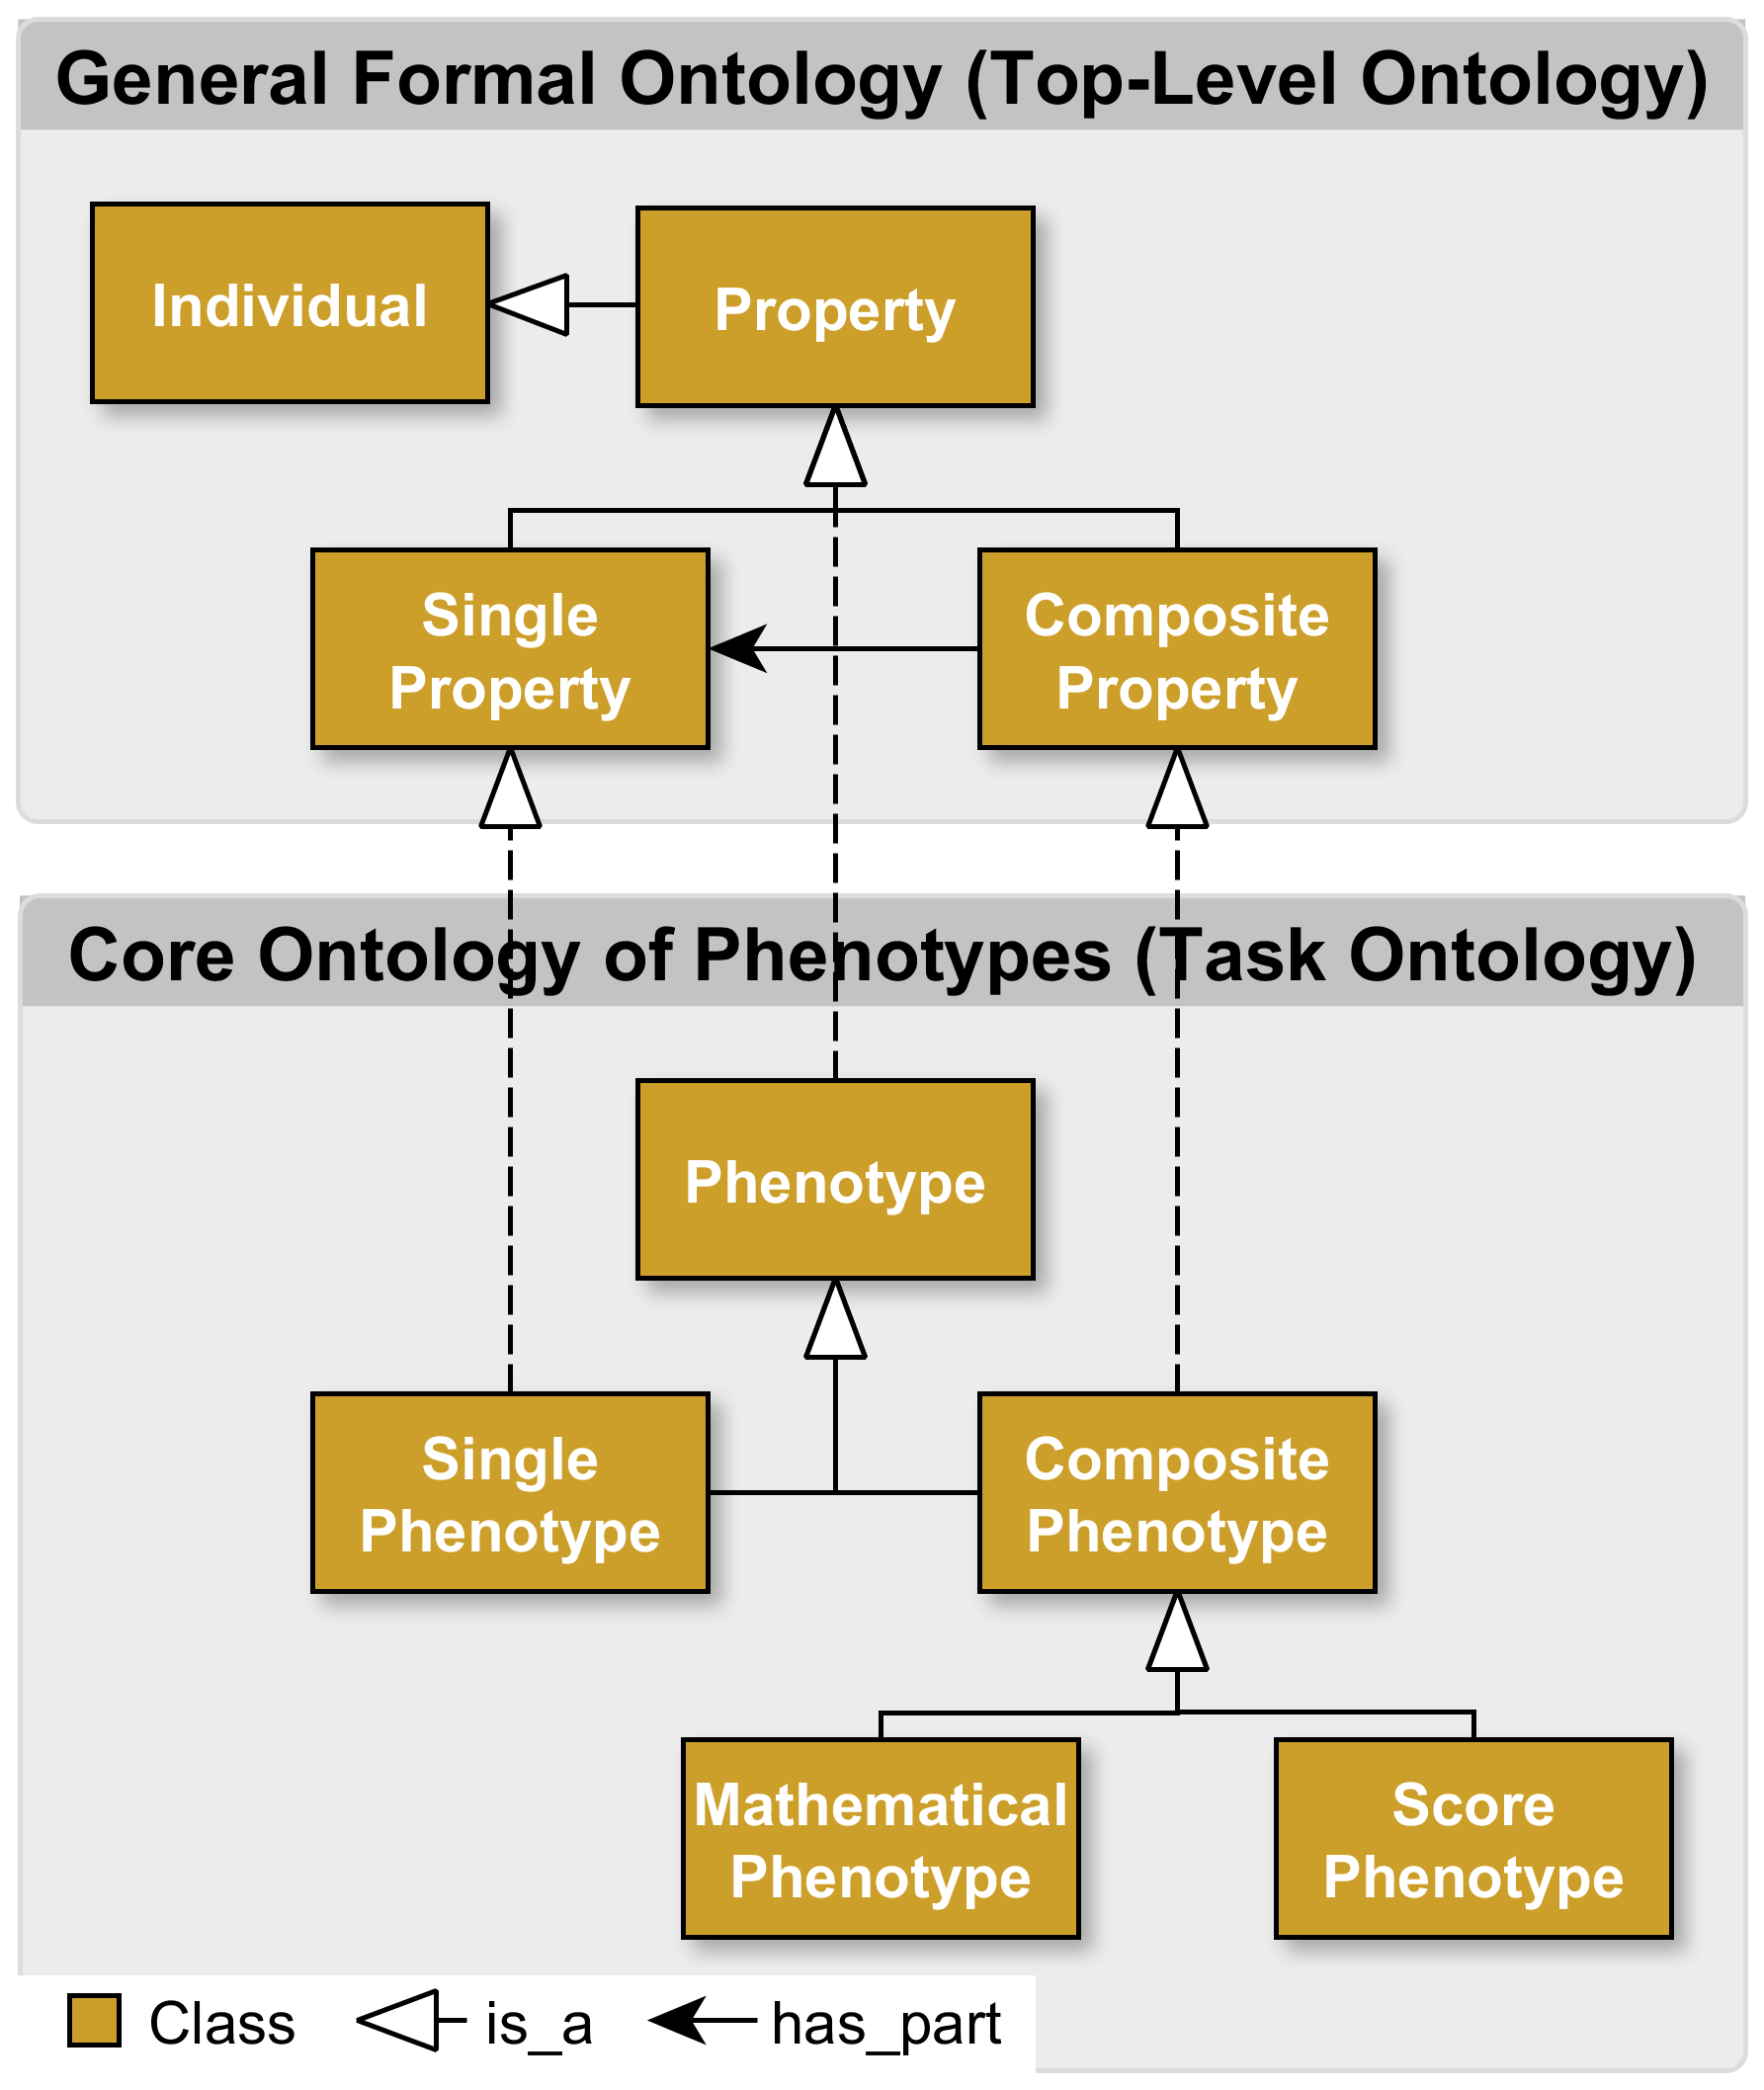 General Formal Ontology (Top-Level Ontology)
Individual
Property
Single
Property
Composite
Property
Core Ontology of Phenotypes (Task Ontology)
Phenotype
Single
Phenotype
Composite
Phenotype
Mathematical
Phenotype
Score
Phenotype
Class
is_a
has_part